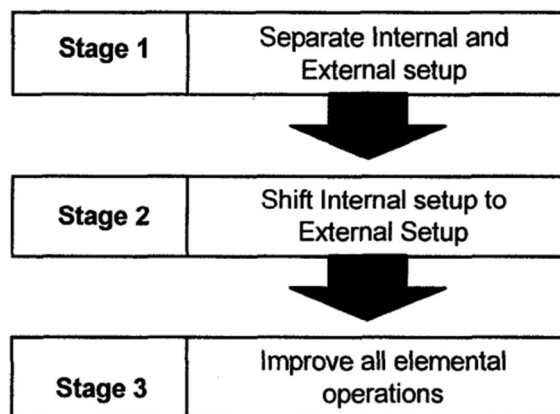 Stage 1
Separate Internal and
External setup
Stage 2
Shift Internal setup to
External Setup
Stage 3
Improve all elemental
operations